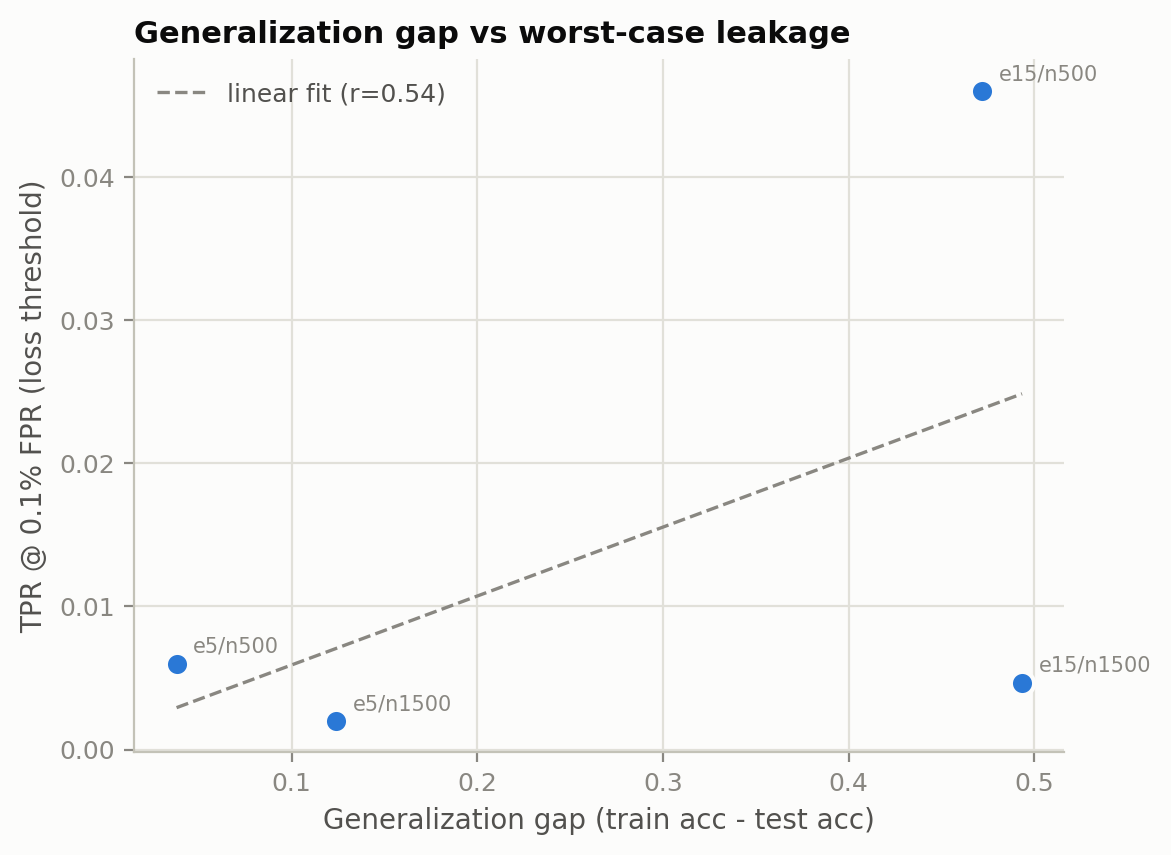 Generalization gap vs worst-case leakage
linear fit (r=0.54)
e15/n500
e5/n500
e5/n1500
e15/n1500
TPR @ 0.1% FPR (loss threshold)
0.04
0.03
0.02
0.01
0.00
0.1 0.2 0.3 0.4 0.5
Generalization gap (train acc - test acc)